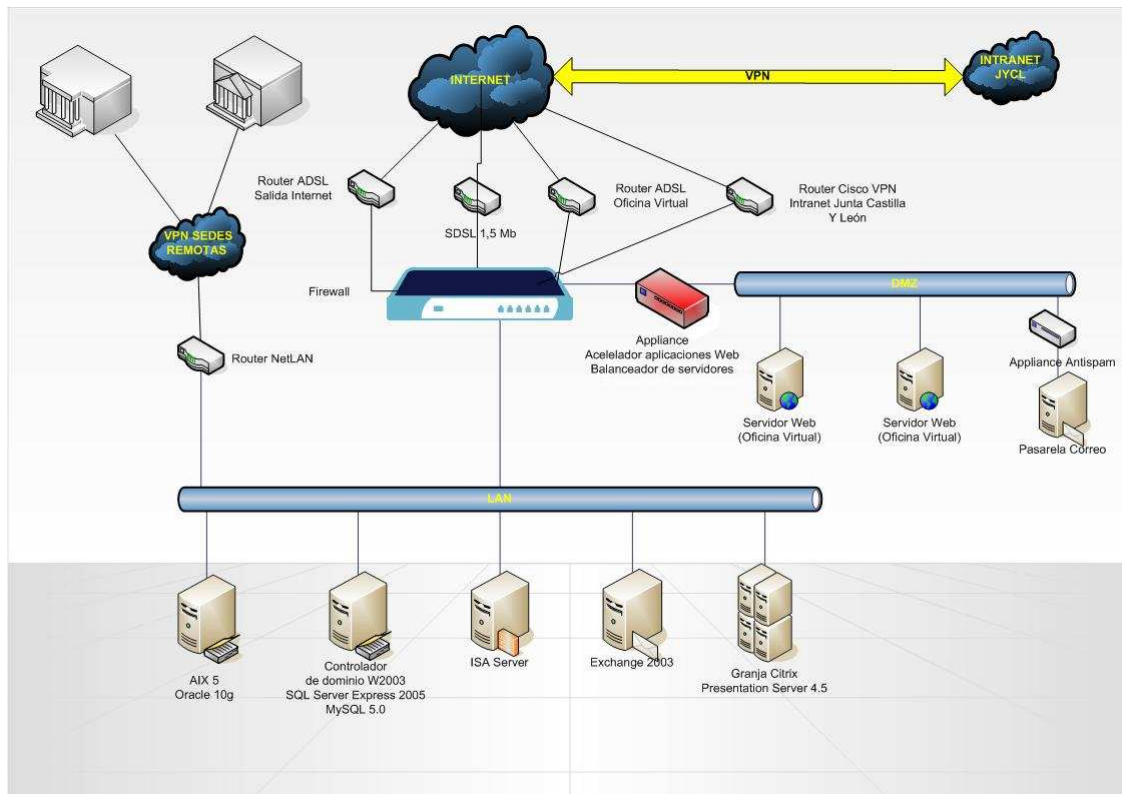 INTERNET
VPN
INTRANET
JYCL
Router ADSL
Salida Internet
SDSL 1,5 Mb
Router ADSL
Oficina Virtual
Router Cisco VPN
Intranet Junta Castilla
Y León
VPN SEDES
REMOTAS
Firewall
DMZ
Router NetLAN
Appliance
Acelelador aplicaciones Web
Balanceador de servidores
Appliance Antispam
Servidor Web
(Oficina Virtual)
Servidor Web
(Oficina Virtual)
Pasarela Correo
LAN
AIX 5
Oracle 10g
Controlador
de dominio W2003
SQL Server Express 2005
MySQL 5.0
ISA Server
Exchange 2003
Granja Citrix
Presentation Server 4.5